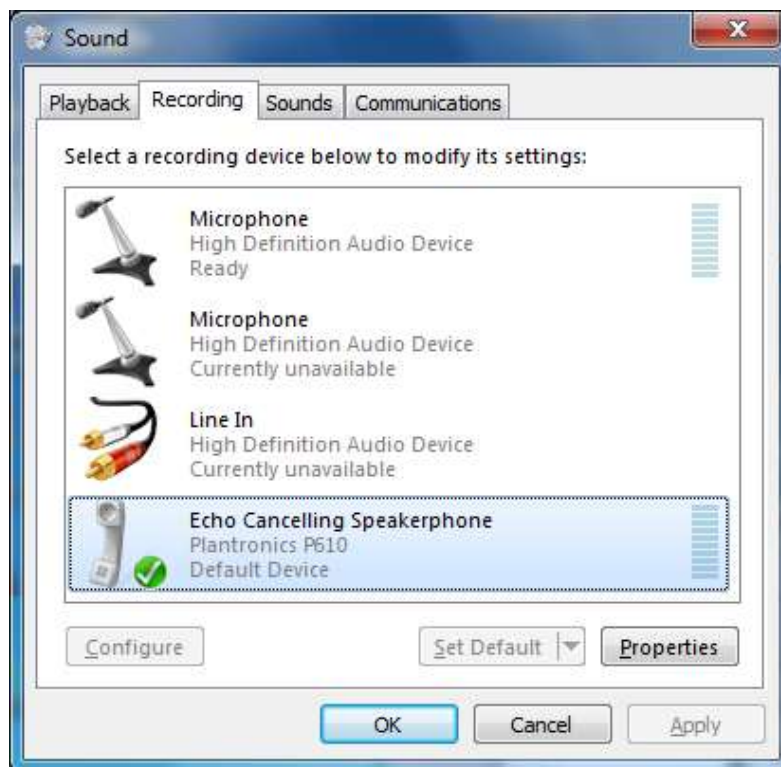 Sound
Playback Recording Sounds Communications
Select a recording device below to modify its settings:
Microphone
High Definition Audio Device
Ready
Microphone
High Definition Audio Device
Currently unavailable
Line In
High Definition Audio Device
Currently unavailable
Echo Cancelling Speakerphone
Plantronics P610
Default Device
Configure Set Default Properties
OK Cancel Apply